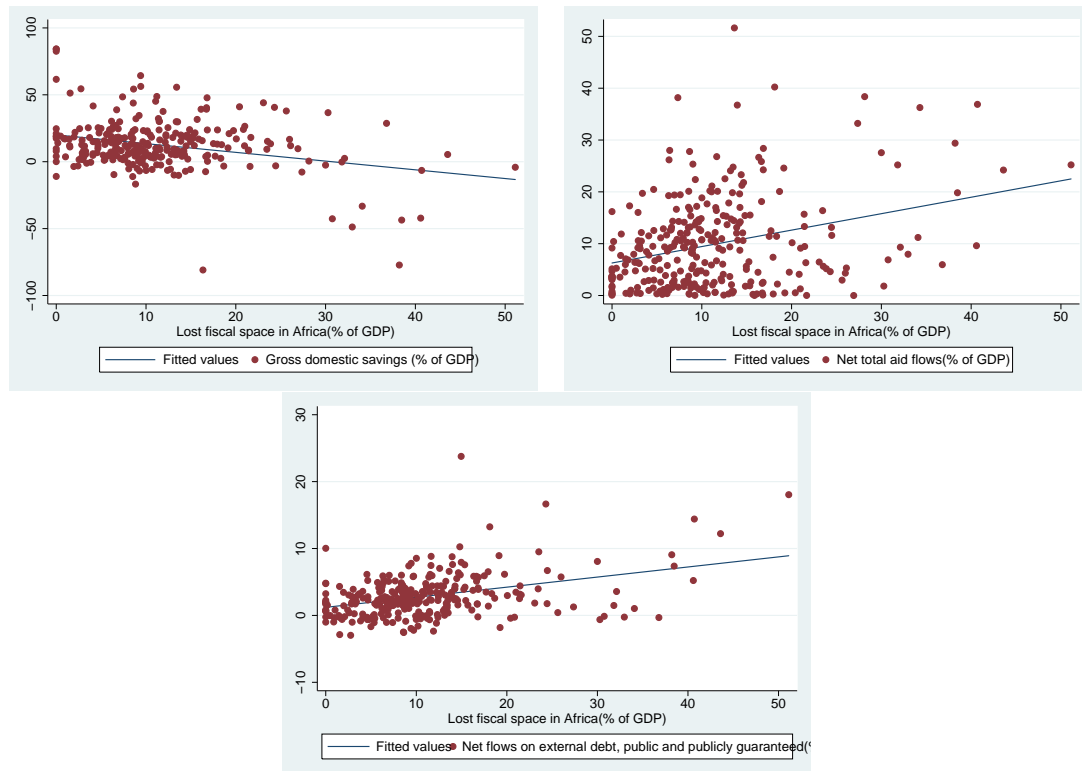 100
50
0
−50
−100
0 10 20 30 40 50
Lost fiscal space in Africa(% of GDP)
Fitted values Gross domestic savings (% of GDP)
50
40
30
20
10
0
0 10 20 30 40 50
Lost fiscal space in Africa(% of GDP)
Fitted values Net total aid flows(% of GDP)
30
20
10
0
−10
0 10 20 30 40 50
Lost fiscal space in Africa(% of GDP)
Fitted values Net flows on external debt, public and publicly guaranteed(